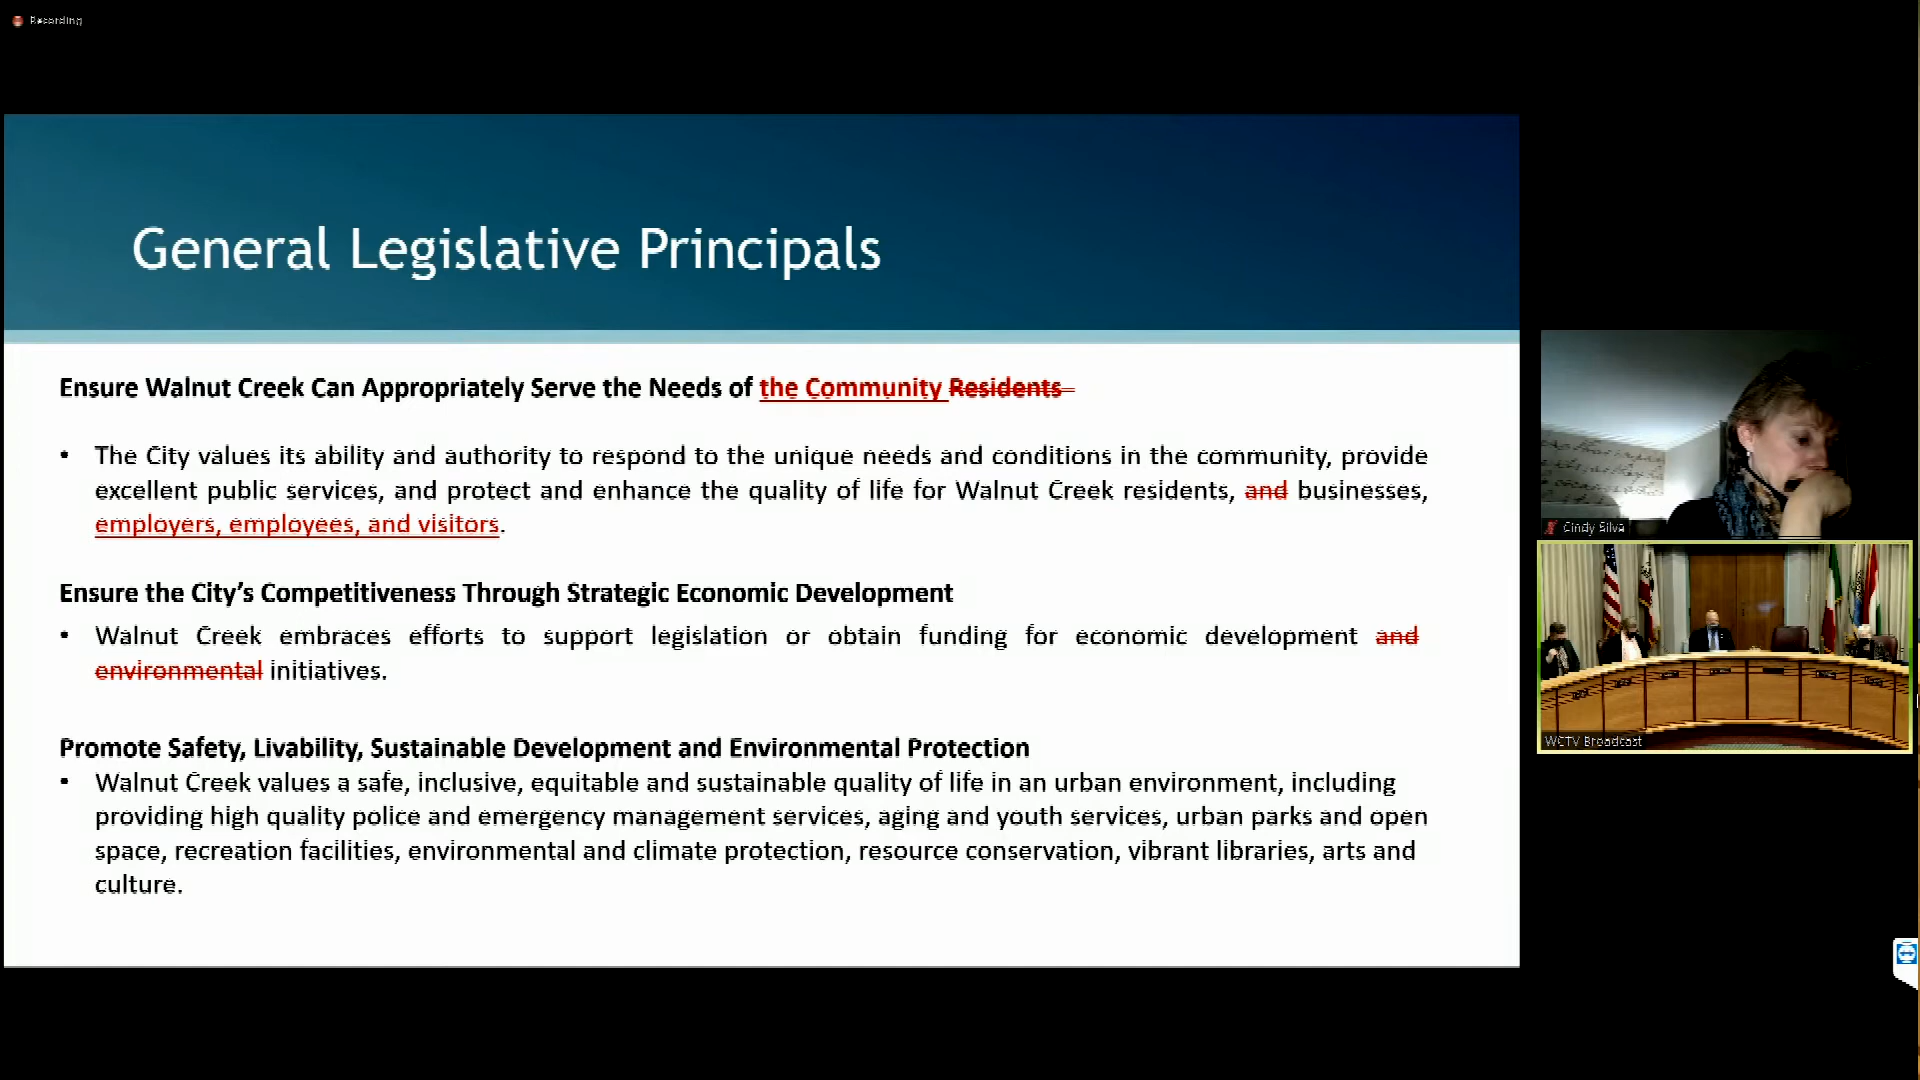 Recording
General Legislative Principals
Ensure Walnut Creek Can Appropriately Serve the Needs of the Community Residents
• The City values its ability and authority to respond to the unique needs and conditions in the community, provide
excellent public services, and protect and enhance the quality of life for Walnut Creek residents, and businesses,
employers, employees, and visitors.
Ensure the City’s Competitiveness Through Strategic Economic Development
• Walnut Creek embraces efforts to support legislation or obtain funding for economic development and
environmental initiatives.
Promote Safety, Livability, Sustainable Development and Environmental Protection
• Walnut Creek values a safe, inclusive, equitable and sustainable quality of life in an urban environment, including
providing high quality police and emergency management services, aging and youth services, urban parks and open
space, recreation facilities, environmental and climate protection, resource conservation, vibrant libraries, arts and
culture.
Cindy Silva
WCTV Broadcast